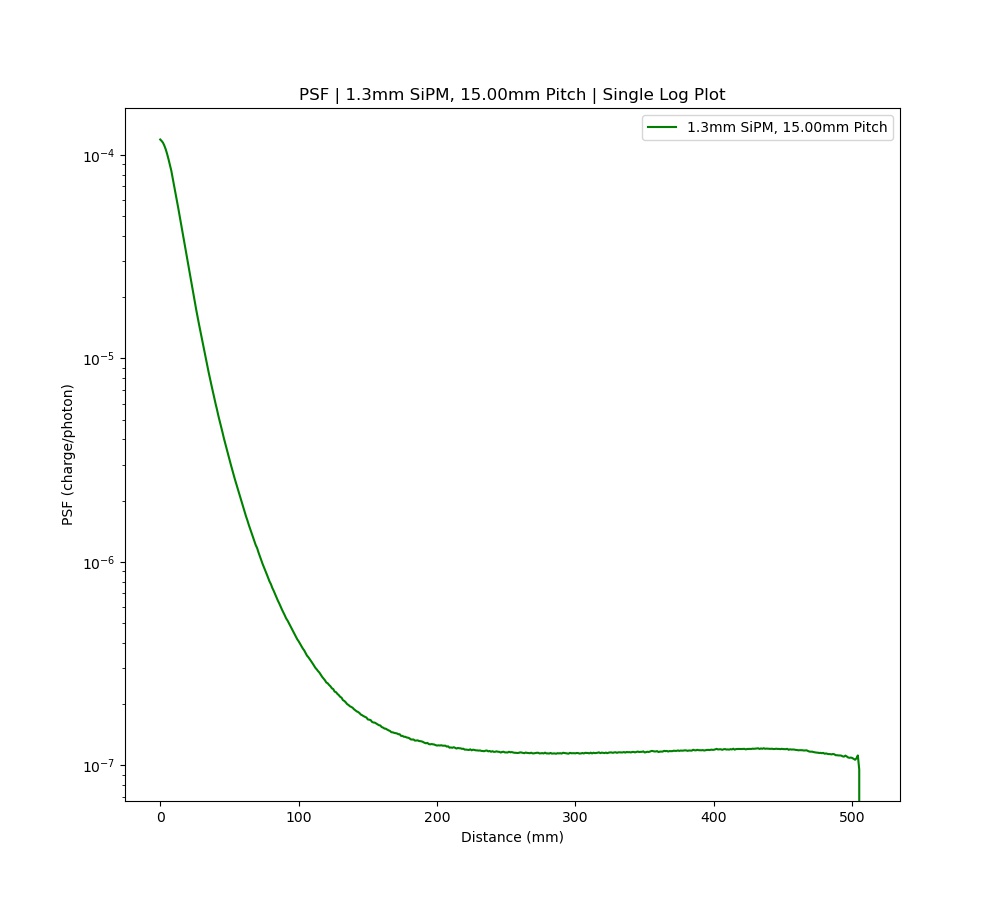 PSF | 1.3mm SiPM, 15.00mm Pitch | Single Log Plot
1.3mm SiPM, 15.00mm Pitch
10⁻⁴
10⁻⁵
10⁻⁶
10⁻⁷
PSF (charge/photon)
0 100 200 300 400 500
Distance (mm)